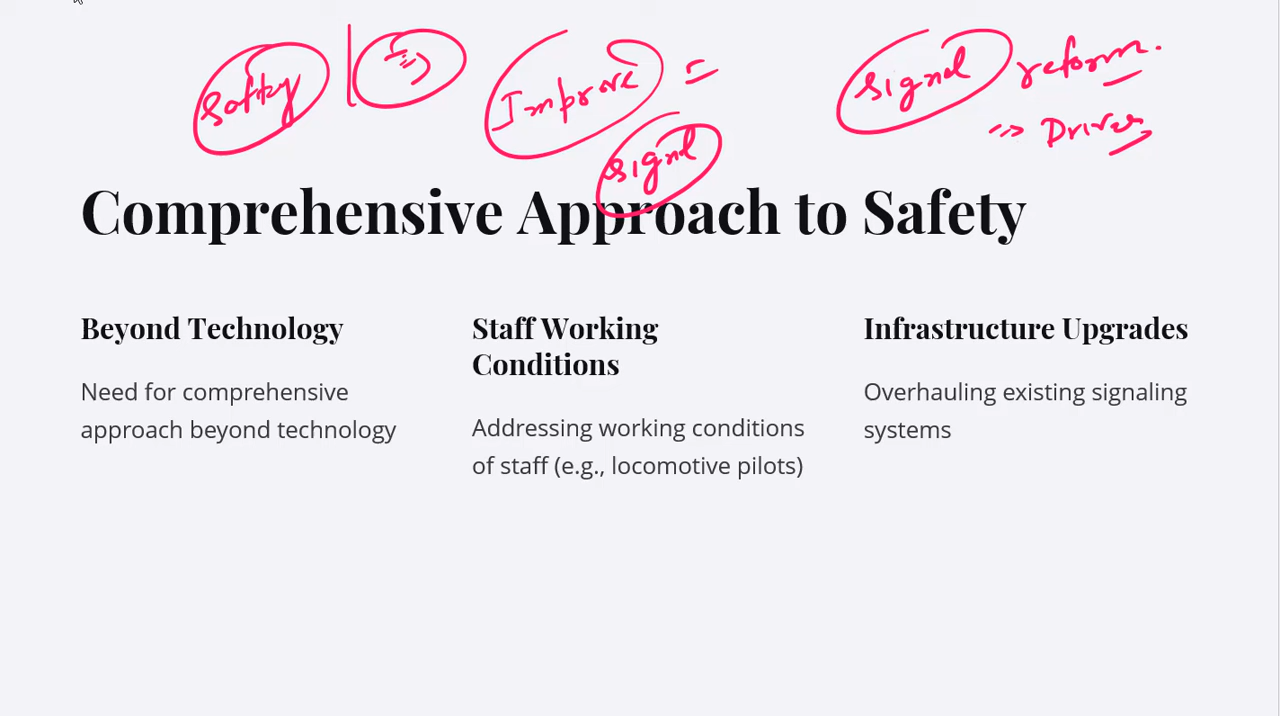 Safety
Improve =
signal
signal reform.
Driver
Comprehensive Approach to Safety
Beyond Technology
Need for comprehensive
approach beyond technology
Staff Working
Conditions
Addressing working conditions
of staff (e.g., locomotive pilots)
Infrastructure Upgrades
Overhauling existing signaling
systems